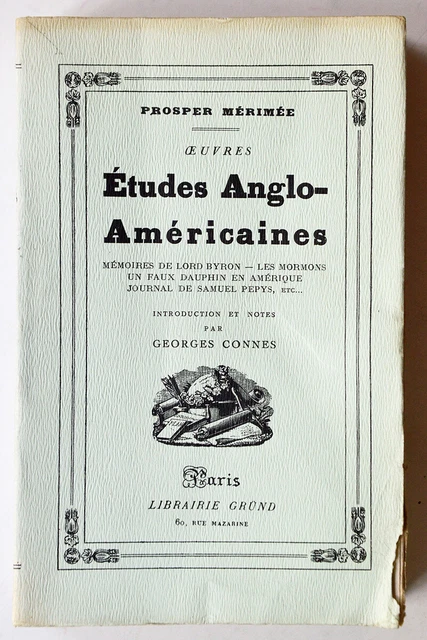 PROSPER MÉRIMÉE
ŒUVRES
Études Anglo-
Américaines
MÉMOIRES DE LORD BYRON — LES MORMONS
UN FAUX DAUPHIN EN AMÉRIQUE
JOURNAL DE SAMUEL PEPYS, ETC...
INTRODUCTION ET NOTES
PAR
GEORGES CONNES
Paris
LIBRAIRIE GRÜND
60, RUE MAZARINE